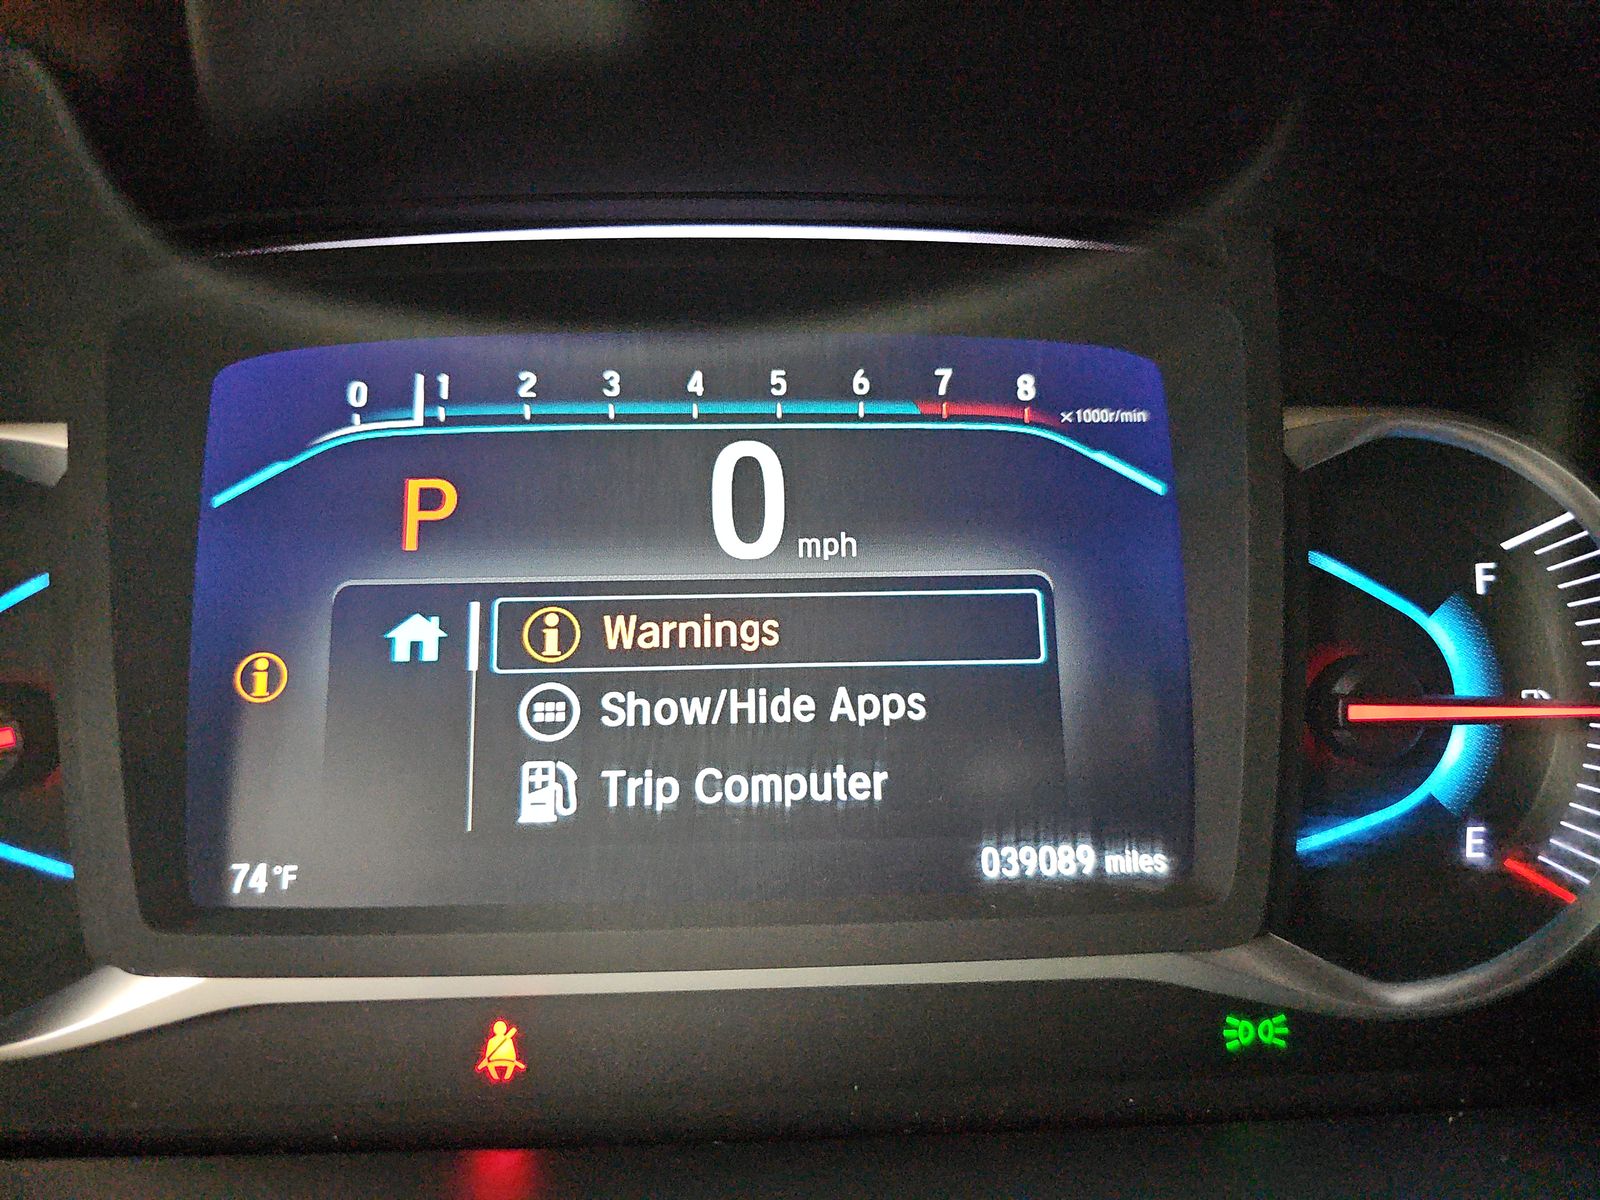 0 1 2 3 4 5 6 7 8
×1000r/min
P
0 mph
F
i Warnings
i
Show/Hide Apps
Trip Computer
E
039089 miles
74°F